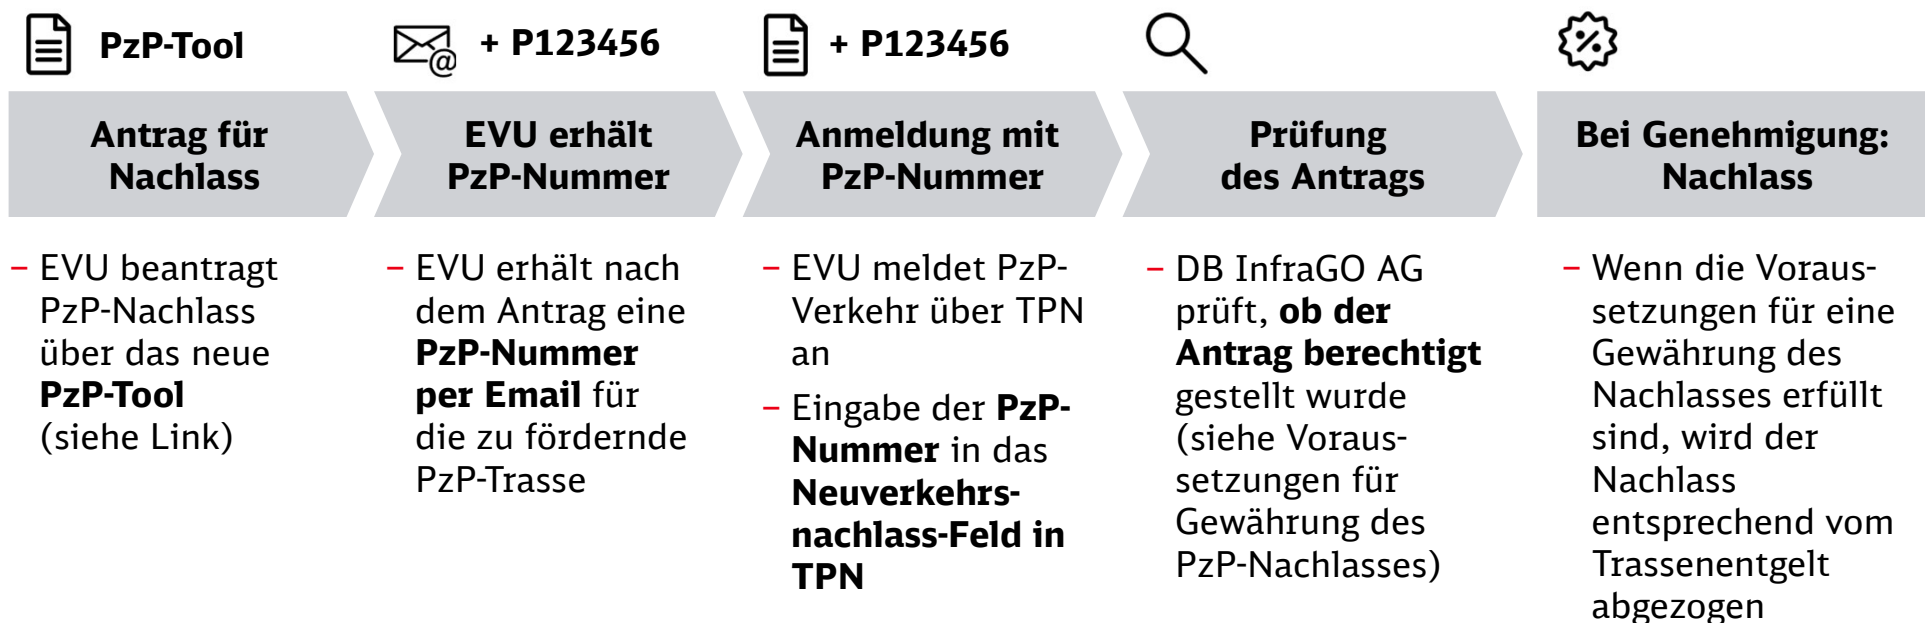 PzP-Tool
+ P123456
+ P123456
Antrag für
Nachlass
EVU erhält
PzP-Nummer
Anmeldung mit
PzP-Nummer
Prüfung
des Antrags
Bei Genehmigung:
Nachlass
– EVU beantragt
PzP-Nachlass
über das neue
PzP-Tool
(siehe Link)
– EVU erhält nach
dem Antrag eine
PzP-Nummer
per Email für
die zu fördernde
PzP-Trasse
– EVU meldet PzP-
Verkehr über TPN
an
– Eingabe der PzP-
Nummer in das
Neuverkehrs-
nachlass-Feld in
TPN
– DB InfraGO AG
prüft, ob der
Antrag berechtigt
gestellt wurde
(siehe Voraus-
setzungen für
Gewährung des
PzP-Nachlasses)
– Wenn die Voraus-
setzungen für eine
Gewährung des
Nachlasses erfüllt
sind, wird der
Nachlass
entsprechend vom
Trassenentgelt
abgezogen